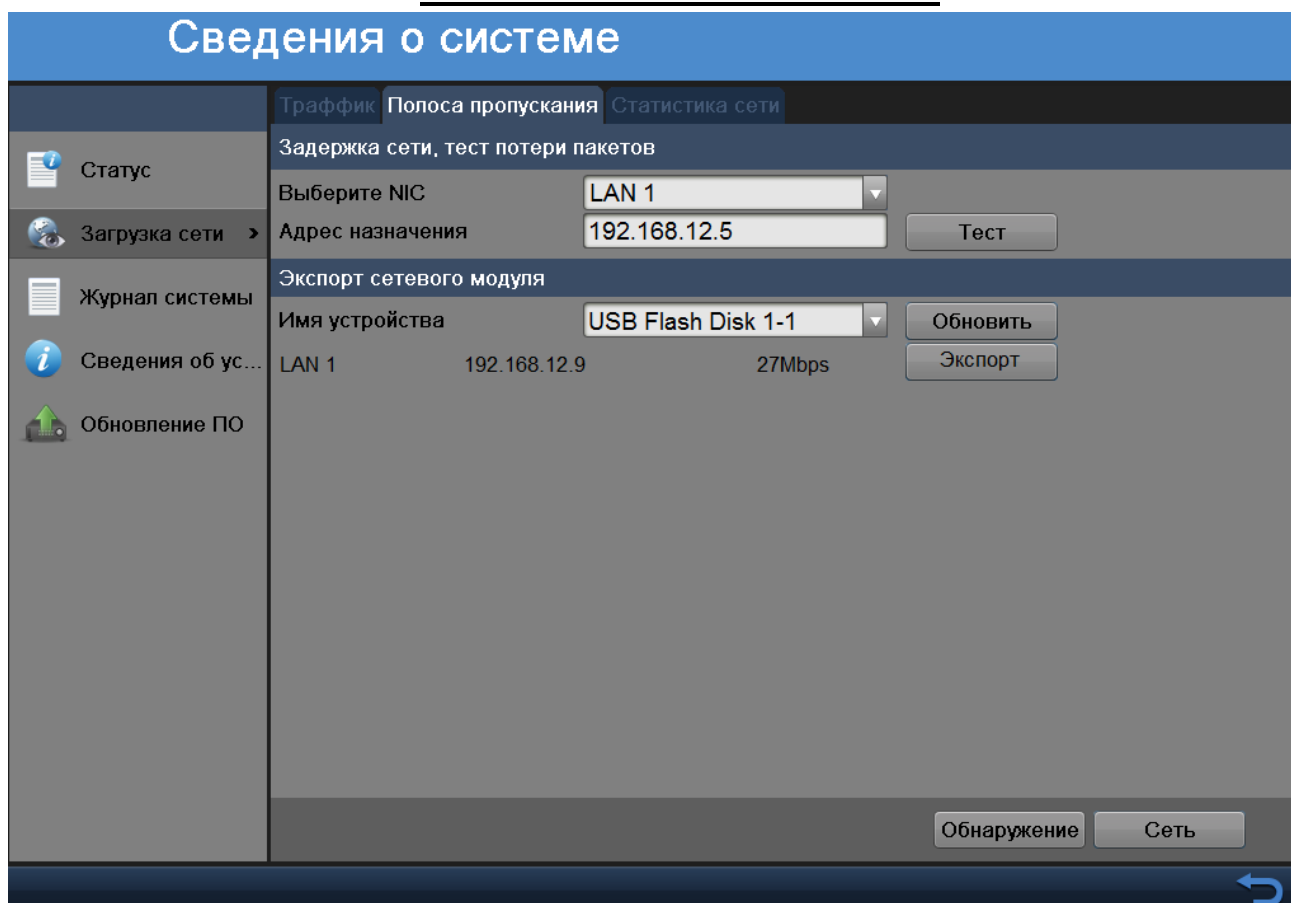 Сведения о системе
Траффик Полоса пропускания Статистика сети
Статус
Загрузка сети
Журнал системы
Сведения об ус...
Обновление ПО
Задержка сети, тест потери пакетов
Выберите NIC LAN 1
Адрес назначения 192.168.12.5 Тест
Экспорт сетевого модуля
Имя устройства USB Flash Disk 1-1 Обновить
LAN 1 192.168.12.9 27Mbps Экспорт
Обнаружение Сеть